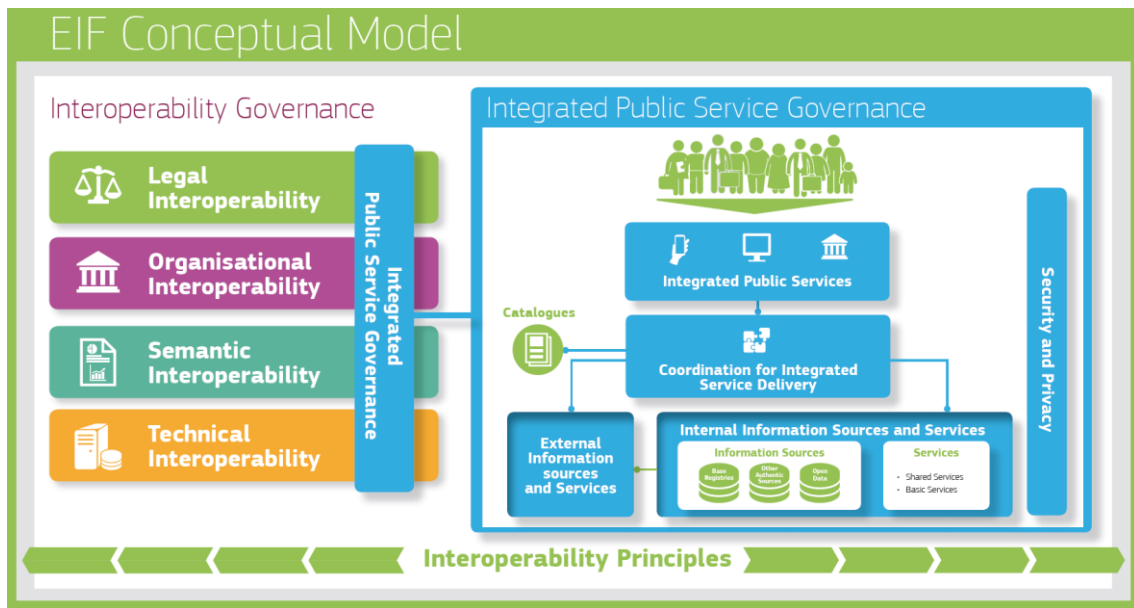 EIF Conceptual Model
Interoperability Governance
Legal
Interoperability
Organisational
Interoperability
Semantic
Interoperability
Technical
Interoperability
Integrated
Public Service Governance
Integrated Public Service Governance
Integrated Public Services
Catalogues
Coordination for Integrated
Service Delivery
External
Information
sources
and Services
Internal Information Sources and Services
Information Sources
Base
Registries
Other
Authentic
Sources
Open
Data
Services
- Shared Services
- Basic Services
Security and Privacy
Interoperability Principles